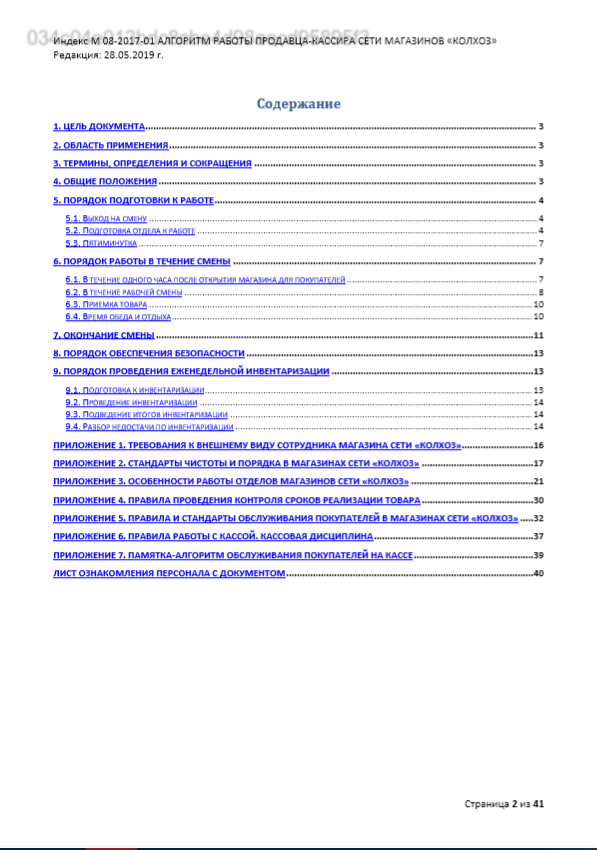 Индекс М 08-2017-01 АЛГОРИТМ РАБОТЫ ПРОДАВЦА-КАССИРА СЕТИ МАГАЗИНОВ «КОЛХОЗ»
Редакция: 28.05.2019 г.
Содержание
1. ЦЕЛЬ ДОКУМЕНТА 3
2. ОБЛАСТЬ ПРИМЕНЕНИЯ 3
3. ТЕРМИНЫ, ОПРЕДЕЛЕНИЯ И СОКРАЩЕНИЯ 3
4. ОБЩИЕ ПОЛОЖЕНИЯ 3
5. ПОРЯДОК ПОДГОТОВКИ К РАБОТЕ 4
5.1. ВЫХОД НА СМЕНУ 4
5.2. ПОДГОТОВКА ОТДЕЛА К РАБОТЕ 4
5.3. ПЯТИМИНУТКА 7
6. ПОРЯДОК РАБОТЫ В ТЕЧЕНИЕ СМЕНЫ 7
6.1. В ТЕЧЕНИЕ ОДНОГО ЧАСА ПОСЛЕ ОТКРЫТИЯ МАГАЗИНА ДЛЯ ПОКУПАТЕЛЕЙ 7
6.2. В ТЕЧЕНИЕ РАБОЧЕЙ СМЕНЫ 8
6.3. ПРИЕМКА ТОВАРА 10
6.4. ВРЕМЯ ОБЕДА И ОТДЫХА 10
7. ОКОНЧАНИЕ СМЕНЫ 11
8. ПОРЯДОК ОБЕСПЕЧЕНИЯ БЕЗОПАСНОСТИ 13
9. ПОРЯДОК ПРОВЕДЕНИЯ ЕЖЕНЕДЕЛЬНОЙ ИНВЕНТАРИЗАЦИИ 13
9.1. ПОДГОТОВКА К ИНВЕНТАРИЗАЦИИ 13
9.2. ПРОВЕДЕНИЕ ИНВЕНТАРИЗАЦИИ 14
9.3. ПОДВЕДЕНИЕ ИТОГОВ ИНВЕНТАРИЗАЦИИ 14
9.4. РАЗБОР НЕДОСТАЧИ ПО ИНВЕНТАРИЗАЦИИ 14
ПРИЛОЖЕНИЕ 1. ТРЕБОВАНИЯ К ВНЕШНЕМУ ВИДУ СОТРУДНИКА МАГАЗИНА СЕТИ «КОЛХОЗ» 16
ПРИЛОЖЕНИЕ 2. СТАНДАРТЫ ЧИСТОТЫ И ПОРЯДКА В МАГАЗИНАХ СЕТИ «КОЛХОЗ» 17
ПРИЛОЖЕНИЕ 3. ОСОБЕННОСТИ РАБОТЫ ОТДЕЛОВ МАГАЗИНОВ СЕТИ «КОЛХОЗ» 21
ПРИЛОЖЕНИЕ 4. ПРАВИЛА ПРОВЕДЕНИЯ КОНТРОЛЯ СРОКОВ РЕАЛИЗАЦИИ ТОВАРА 30
ПРИЛОЖЕНИЕ 5. ПРАВИЛА И СТАНДАРТЫ ОБСЛУЖИВАНИЯ ПОКУПАТЕЛЕЙ В МАГАЗИНАХ СЕТИ «КОЛХОЗ» 32
ПРИЛОЖЕНИЕ 6. ПРАВИЛА РАБОТЫ С КАССОЙ. КАССОВАЯ ДИСЦИПЛИНА 37
ПРИЛОЖЕНИЕ 7. ПАМЯТКА-АЛГОРИТМ ОБСЛУЖИВАНИЯ ПОКУПАТЕЛЕЙ НА КАССЕ 39
ЛИСТ ОЗНАКОМЛЕНИЯ ПЕРСОНАЛА С ДОКУМЕНТОМ 40
Страница 2 из 41